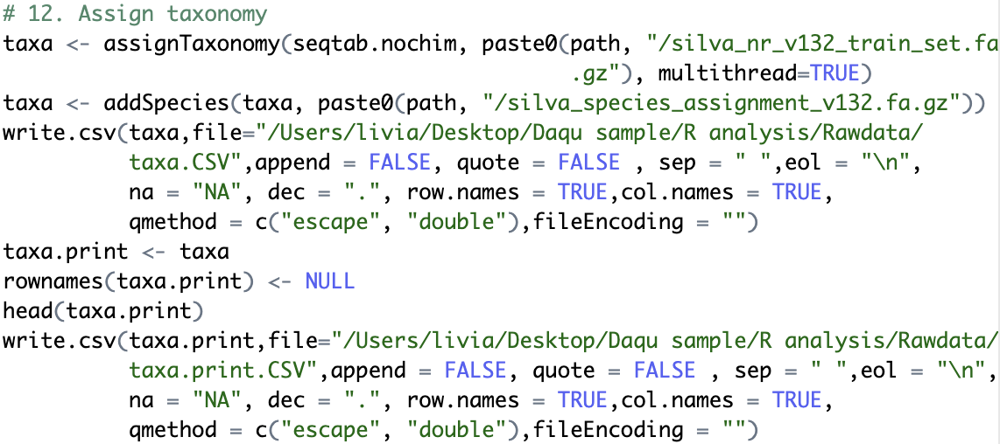 # 12. Assign taxonomy
taxa <- assignTaxonomy(seqtab.nochim, paste0(path, "/silva_nr_v132_train_set.fa
.gz"), multithread=TRUE)
taxa <- addSpecies(taxa, paste0(path, "/silva_species_assignment_v132.fa.gz"))
write.csv(taxa,file="/Users/livia/Desktop/Daqu sample/R analysis/Rawdata/
taxa.CSV",append = FALSE, quote = FALSE , sep = " ",eol = "\n",
na = "NA", dec = ".", row.names = TRUE,col.names = TRUE,
qmethod = c("escape", "double"),fileEncoding = "")
taxa.print <- taxa
rownames(taxa.print) <- NULL
head(taxa.print)
write.csv(taxa.print,file="/Users/livia/Desktop/Daqu sample/R analysis/Rawdata/
taxa.print.CSV",append = FALSE, quote = FALSE , sep = " ",eol = "\n",
na = "NA", dec = ".", row.names = TRUE,col.names = TRUE,
qmethod = c("escape", "double"),fileEncoding = "")